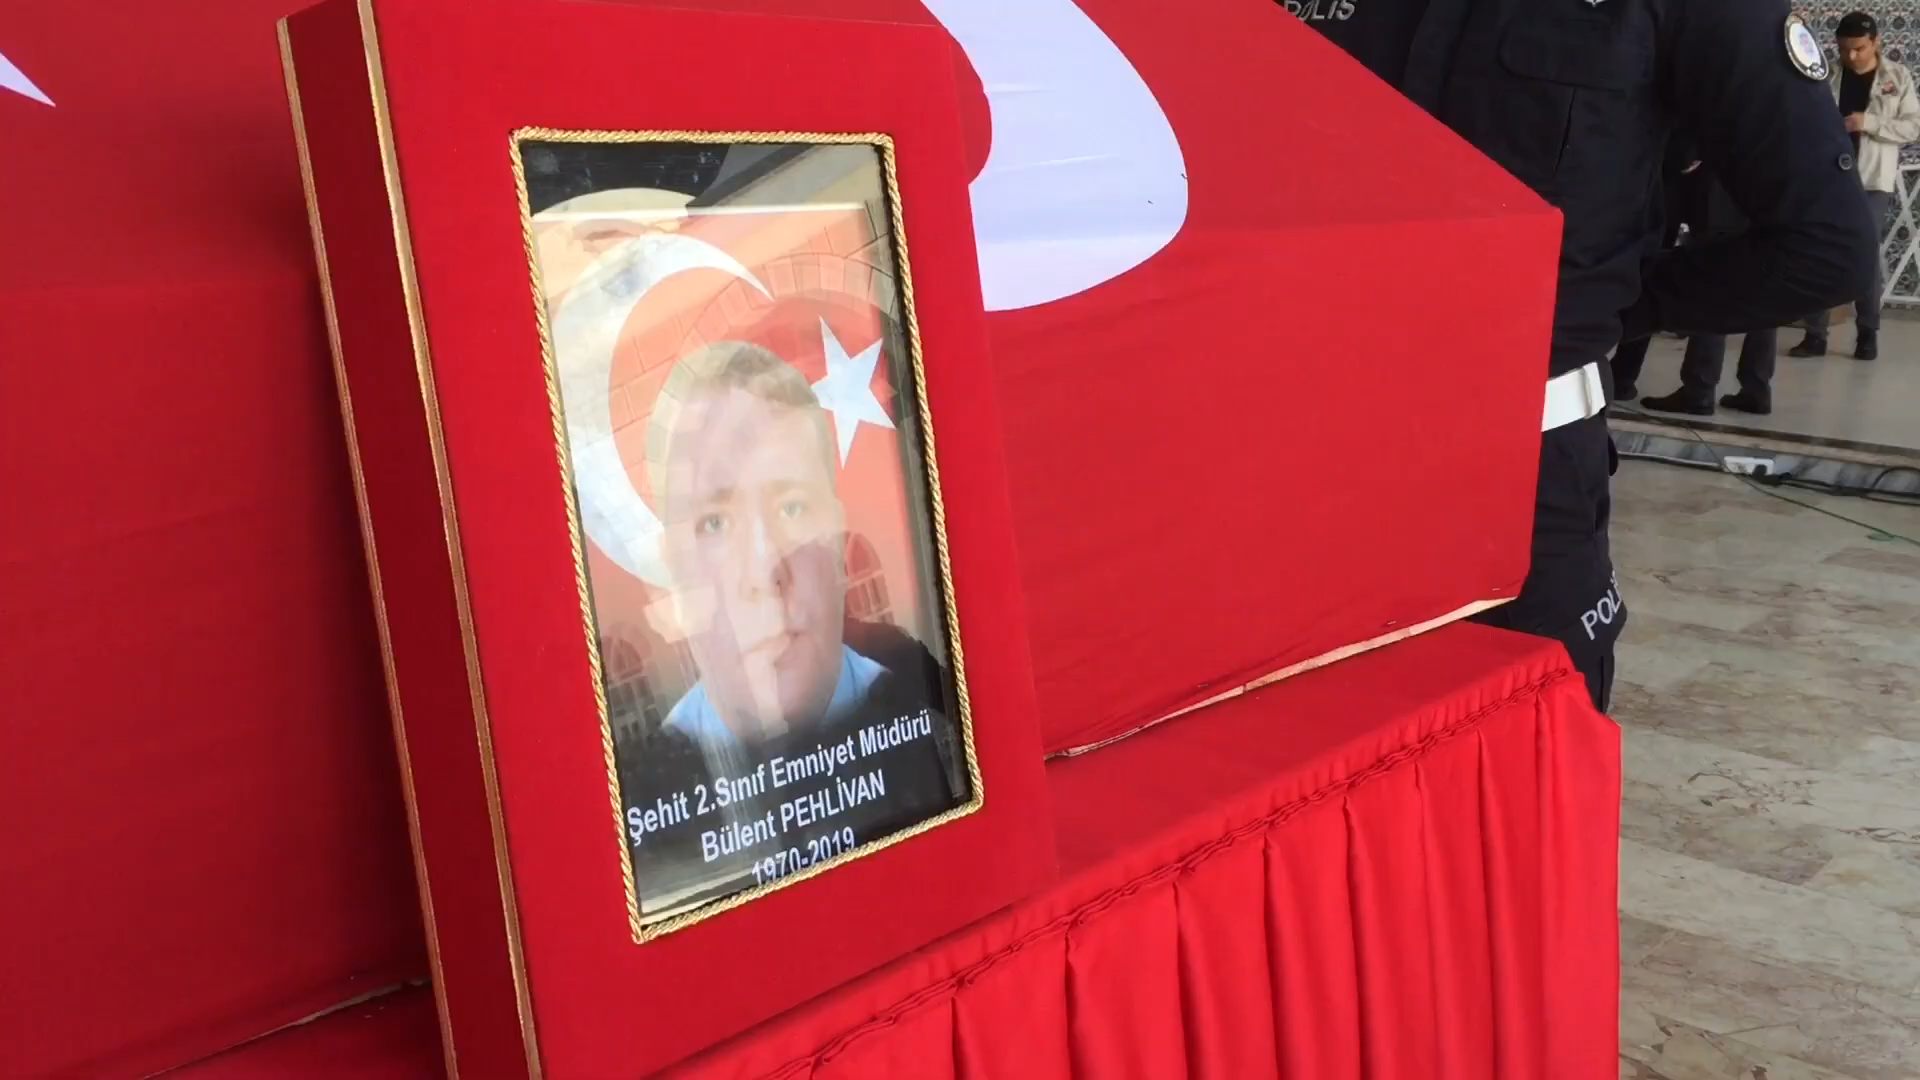 POLİS
Şehit 2.Sınıf Emniyet Müdürü
Bülent PEHLİVAN
1970-2019
POLİ